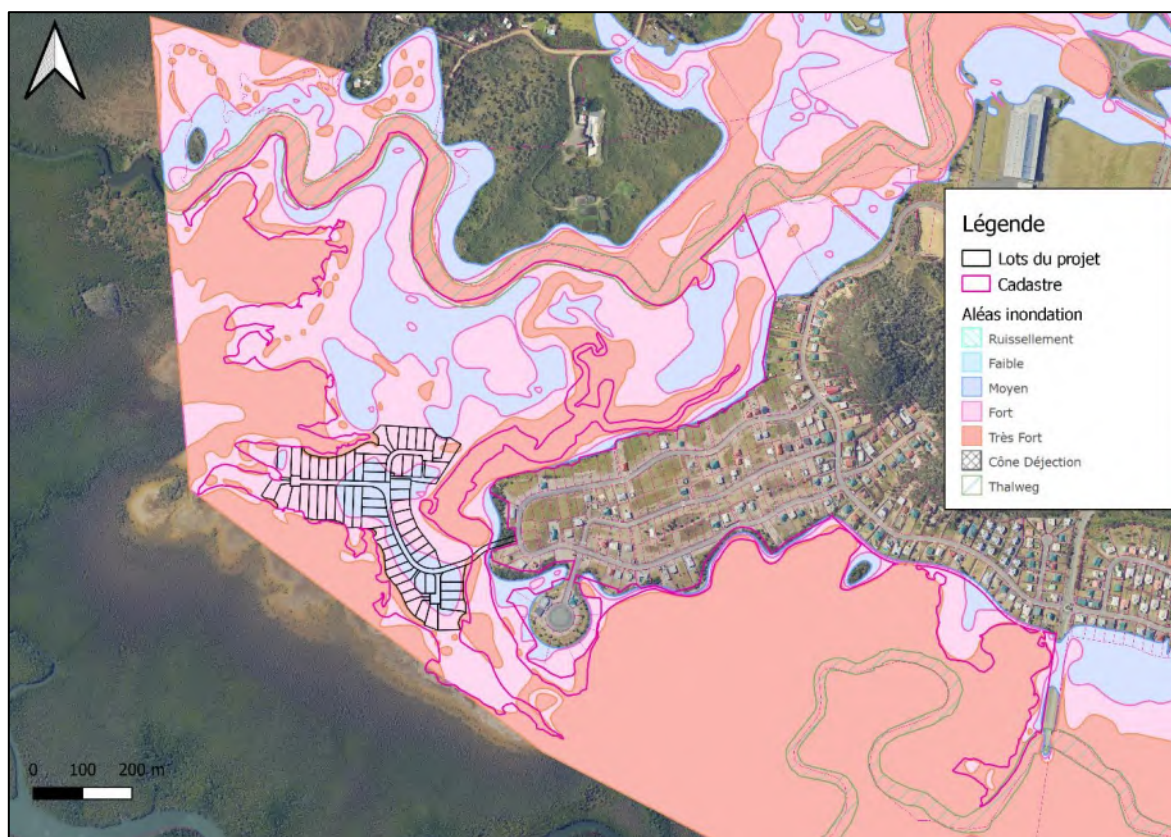 Légende
Lots du projet
Cadastre
Aléas inondation
Ruissellement
Faible
Moyen
Fort
Très Fort
Cône Déjection
Thalweg
0 100 200 m